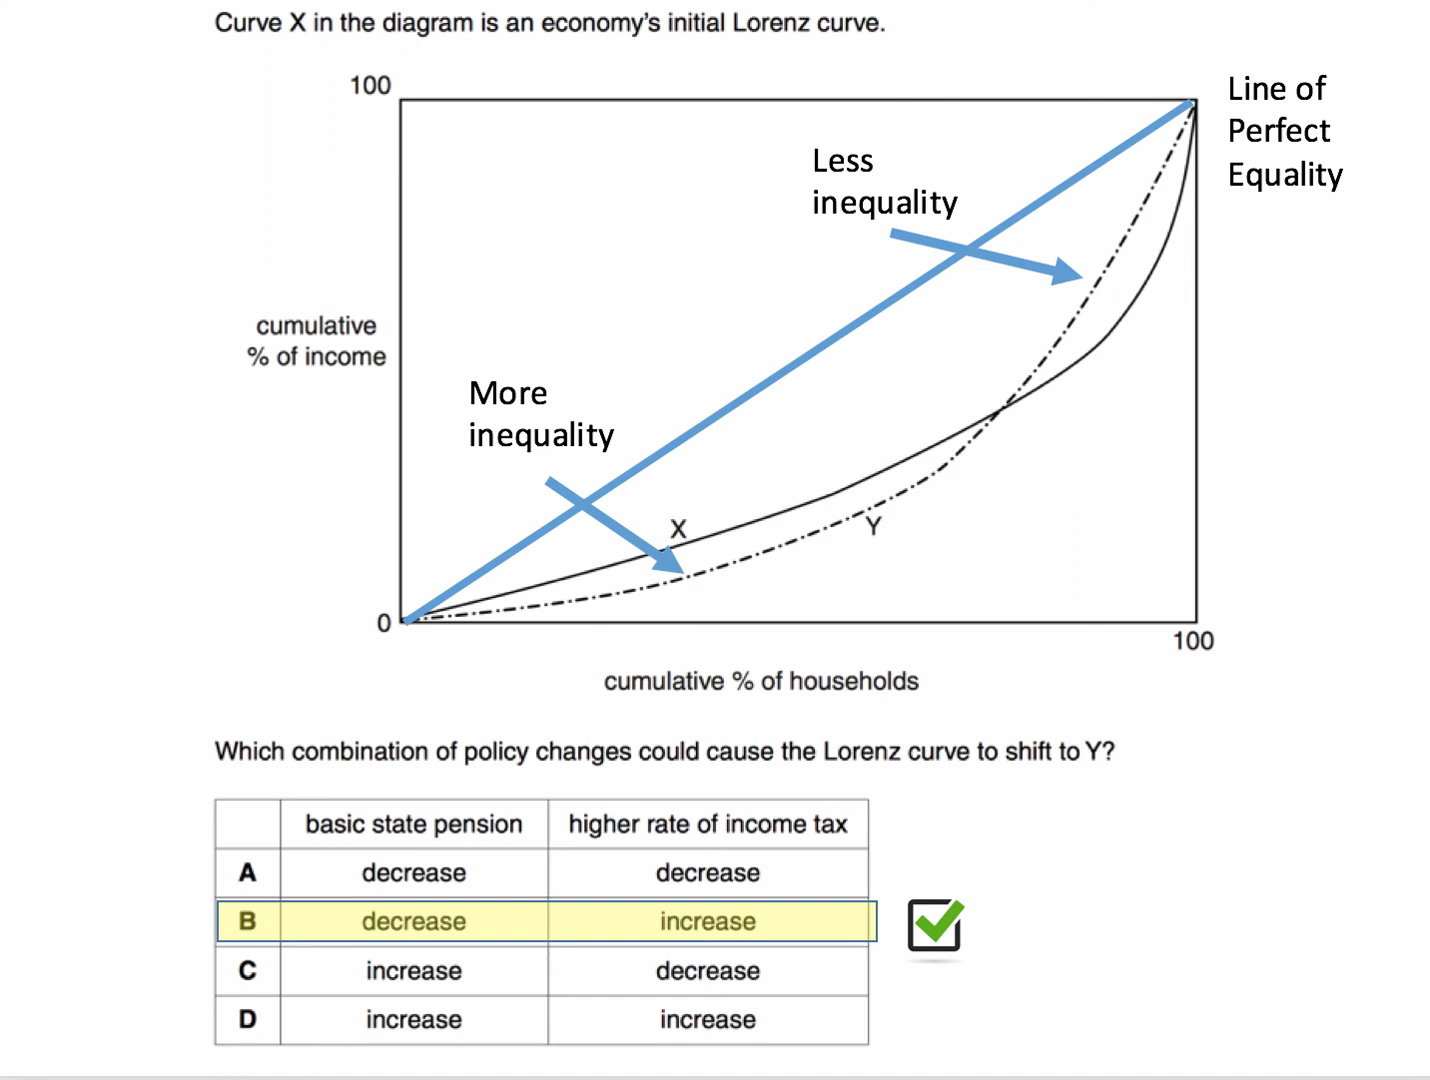 Curve X in the diagram is an economy's initial Lorenz curve.
100
Line of
Perfect
Equality
Less
inequality
cumulative
% of income
More
inequality
X
Y
0
100
cumulative % of households
Which combination of policy changes could cause the Lorenz curve to shift to Y?
basic state pension higher rate of income tax
A decrease decrease
B decrease increase
C increase decrease
D increase increase